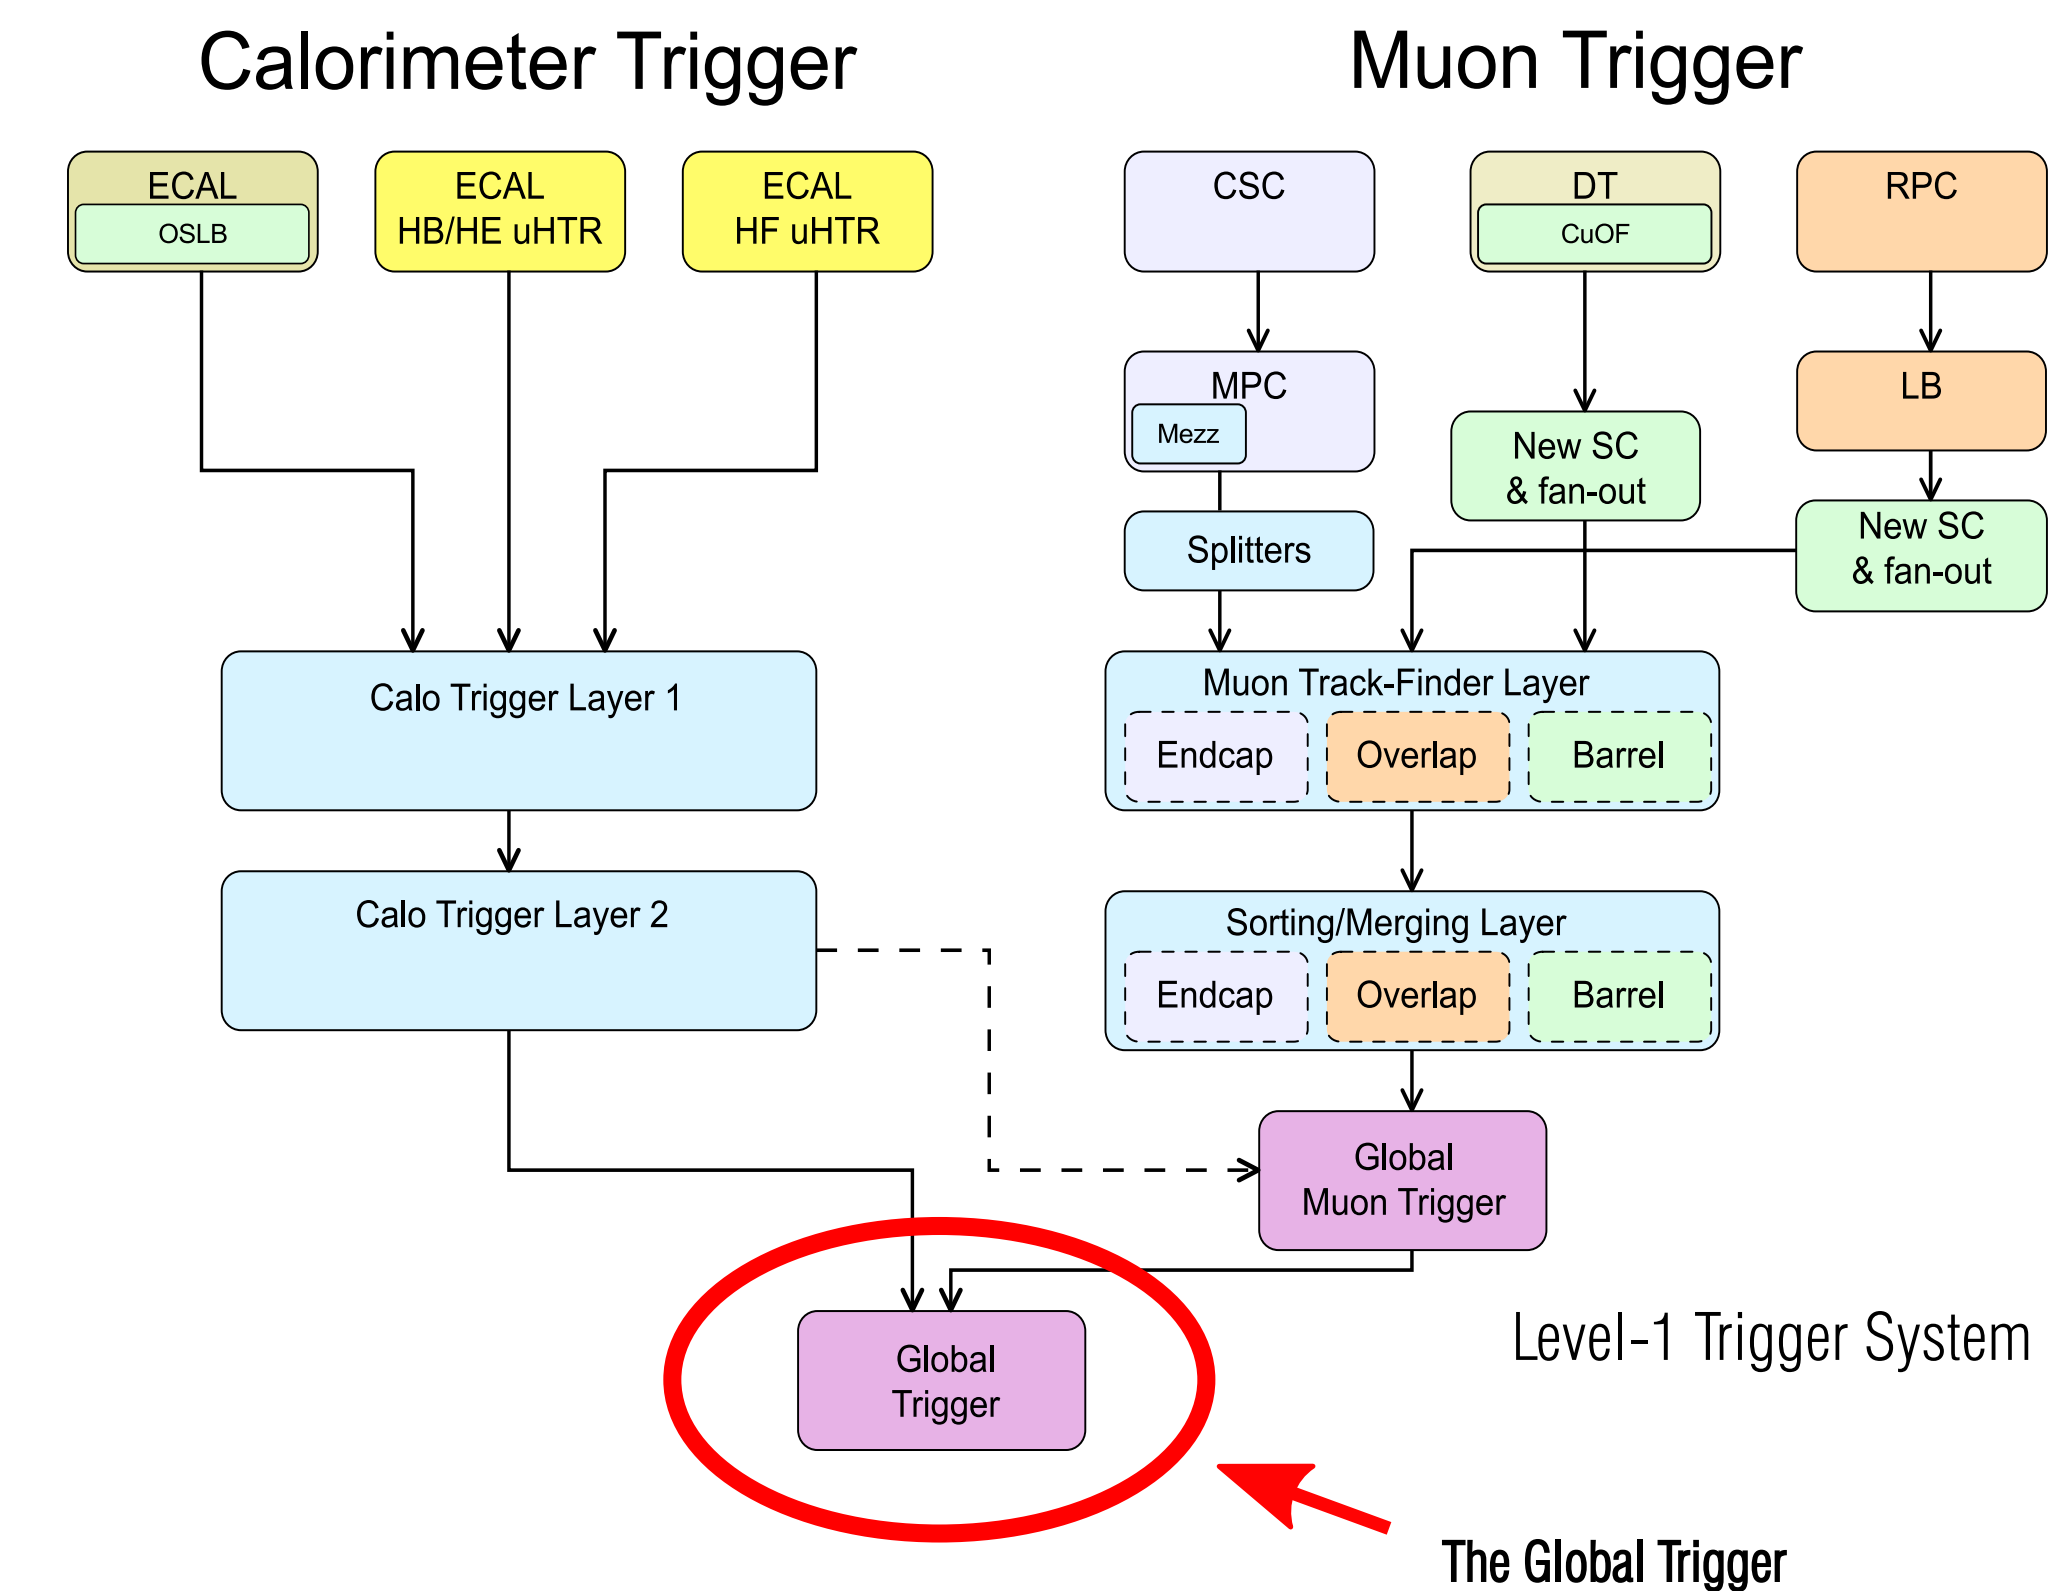 Calorimeter Trigger
Muon Trigger
ECAL
OSLB
ECAL
HB/HE uHTR
ECAL
HF uHTR
CSC
DT
CuOF
RPC
MPC
Mezz
LB
New SC
& fan-out
Splitters
New SC
& fan-out
Calo Trigger Layer 1
Muon Track-Finder Layer
Endcap
Overlap
Barrel
Calo Trigger Layer 2
Sorting/Merging Layer
Endcap
Overlap
Barrel
Global
Muon Trigger
Global
Trigger
Level-1 Trigger System
The Global Trigger